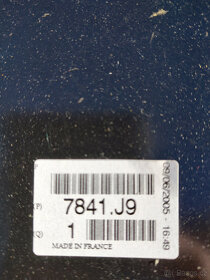 (P) 7841.J9
(Q) 1
MADE IN FRANCE
09/06/2005 - 16:49